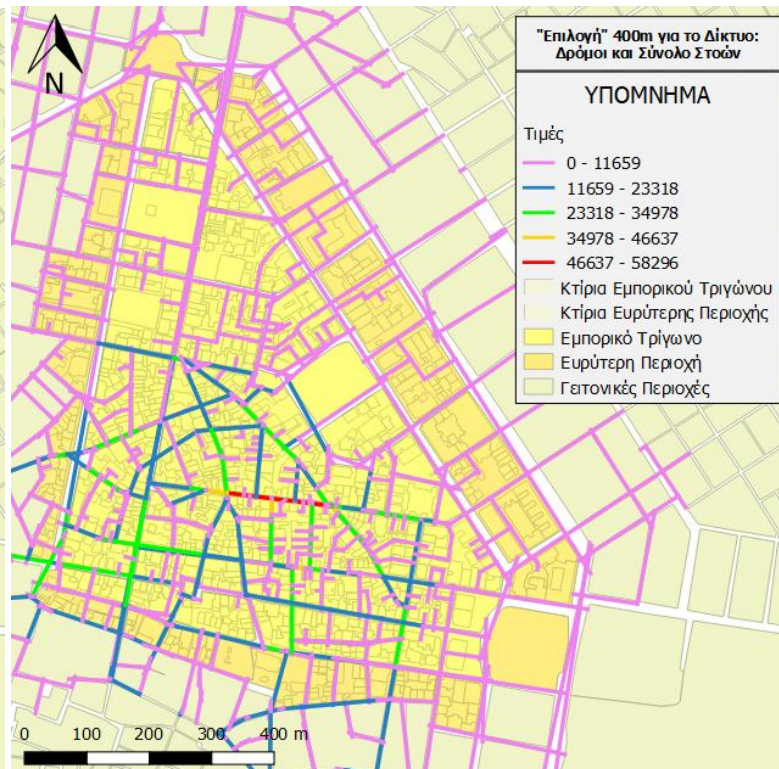 N
"Επιλογή" 400m για το Δίκτυο:
Δρόμοι και Σύνολο Στοών
ΥΠΟΜΝΗΜΑ
Τιμές
0 - 11659
11659 - 23318
23318 - 34978
34978 - 46637
46637 - 58296
Κτίρια Εμπορικού Τριγώνου
Κτίρια Ευρύτερης Περιοχής
Εμπορικό Τρίγωνο
Ευρύτερη Περιοχή
Γειτονικές Περιοχές
0 100 200 300 400 m